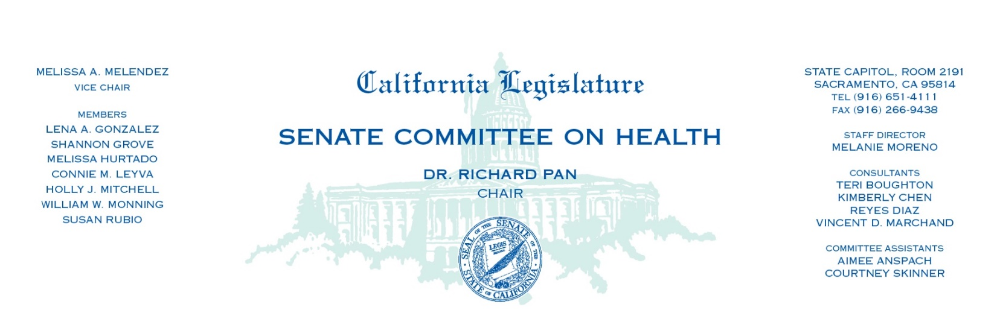 MELISSA A. MELENDEZ
VICE CHAIR
MEMBERS
LENA A. GONZALEZ
SHANNON GROVE
MELISSA HURTADO
CONNIE M. LEYVA
HOLLY J. MITCHELL
WILLIAM W. MONNING
SUSAN RUBIO
California Legislature
SENATE COMMITTEE ON HEALTH
DR. RICHARD PAN
CHAIR
SEAL OF THE SENATE OF THE STATE OF CALIFORNIA
LEGIS
STATE CAPITOL, ROOM 2191
SACRAMENTO, CA 95814
TEL (916) 651-4111
FAX (916) 266-9438
STAFF DIRECTOR
MELANIE MORENO
CONSULTANTS
TERI BOUGHTON
KIMBERLY CHEN
REYES DIAZ
VINCENT D. MARCHAND
COMMITTEE ASSISTANTS
AIMEE ANSPACH
COURTNEY SKINNER